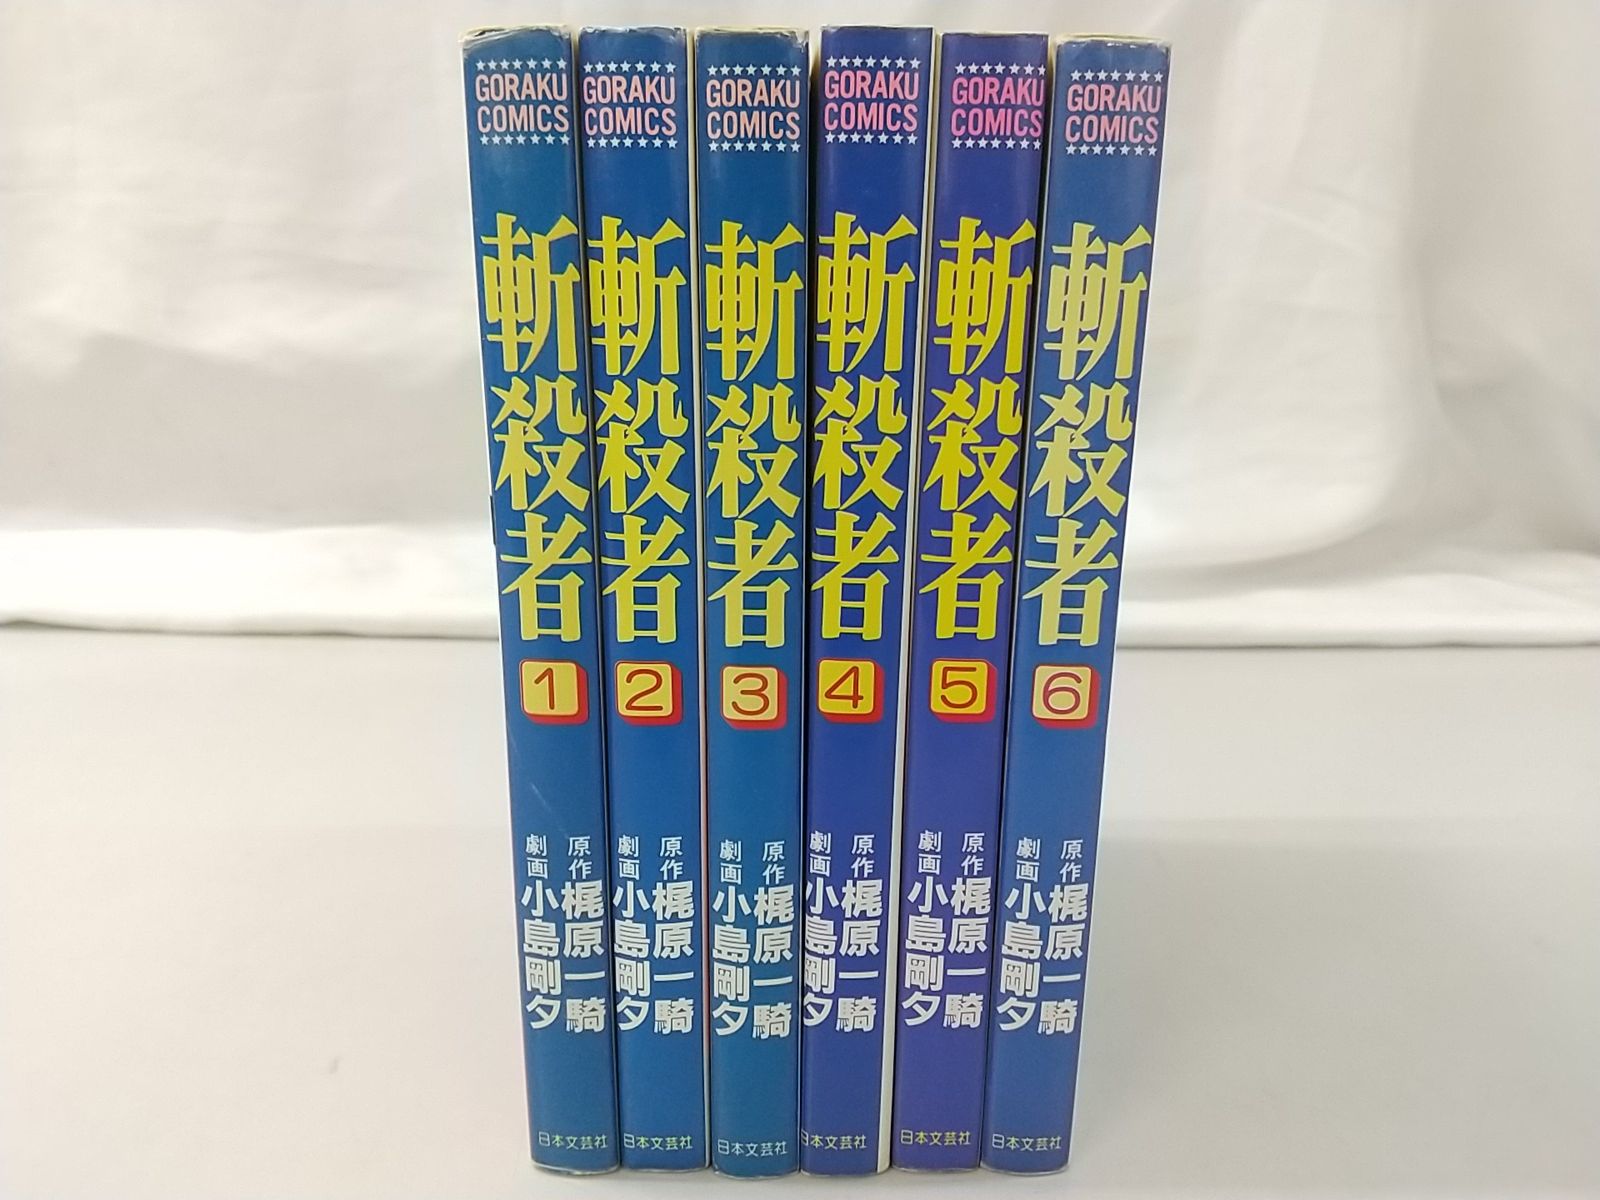 GORAKU
COMICS
斬殺者
1
原作 梶原一騎
劇画 小島剛夕
日本文芸社
GORAKU
COMICS
斬殺者
2
原作 梶原一騎
劇画 小島剛夕
日本文芸社
GORAKU
COMICS
斬殺者
3
原作 梶原一騎
劇画 小島剛夕
日本文芸社
GORAKU
COMICS
斬殺者
4
原作 梶原一騎
劇画 小島剛夕
日本文芸社
GORAKU
COMICS
斬殺者
5
原作 梶原一騎
劇画 小島剛夕
日本文芸社
GORAKU
COMICS
斬殺者
6
原作 梶原一騎
劇画 小島剛夕
日本文芸社